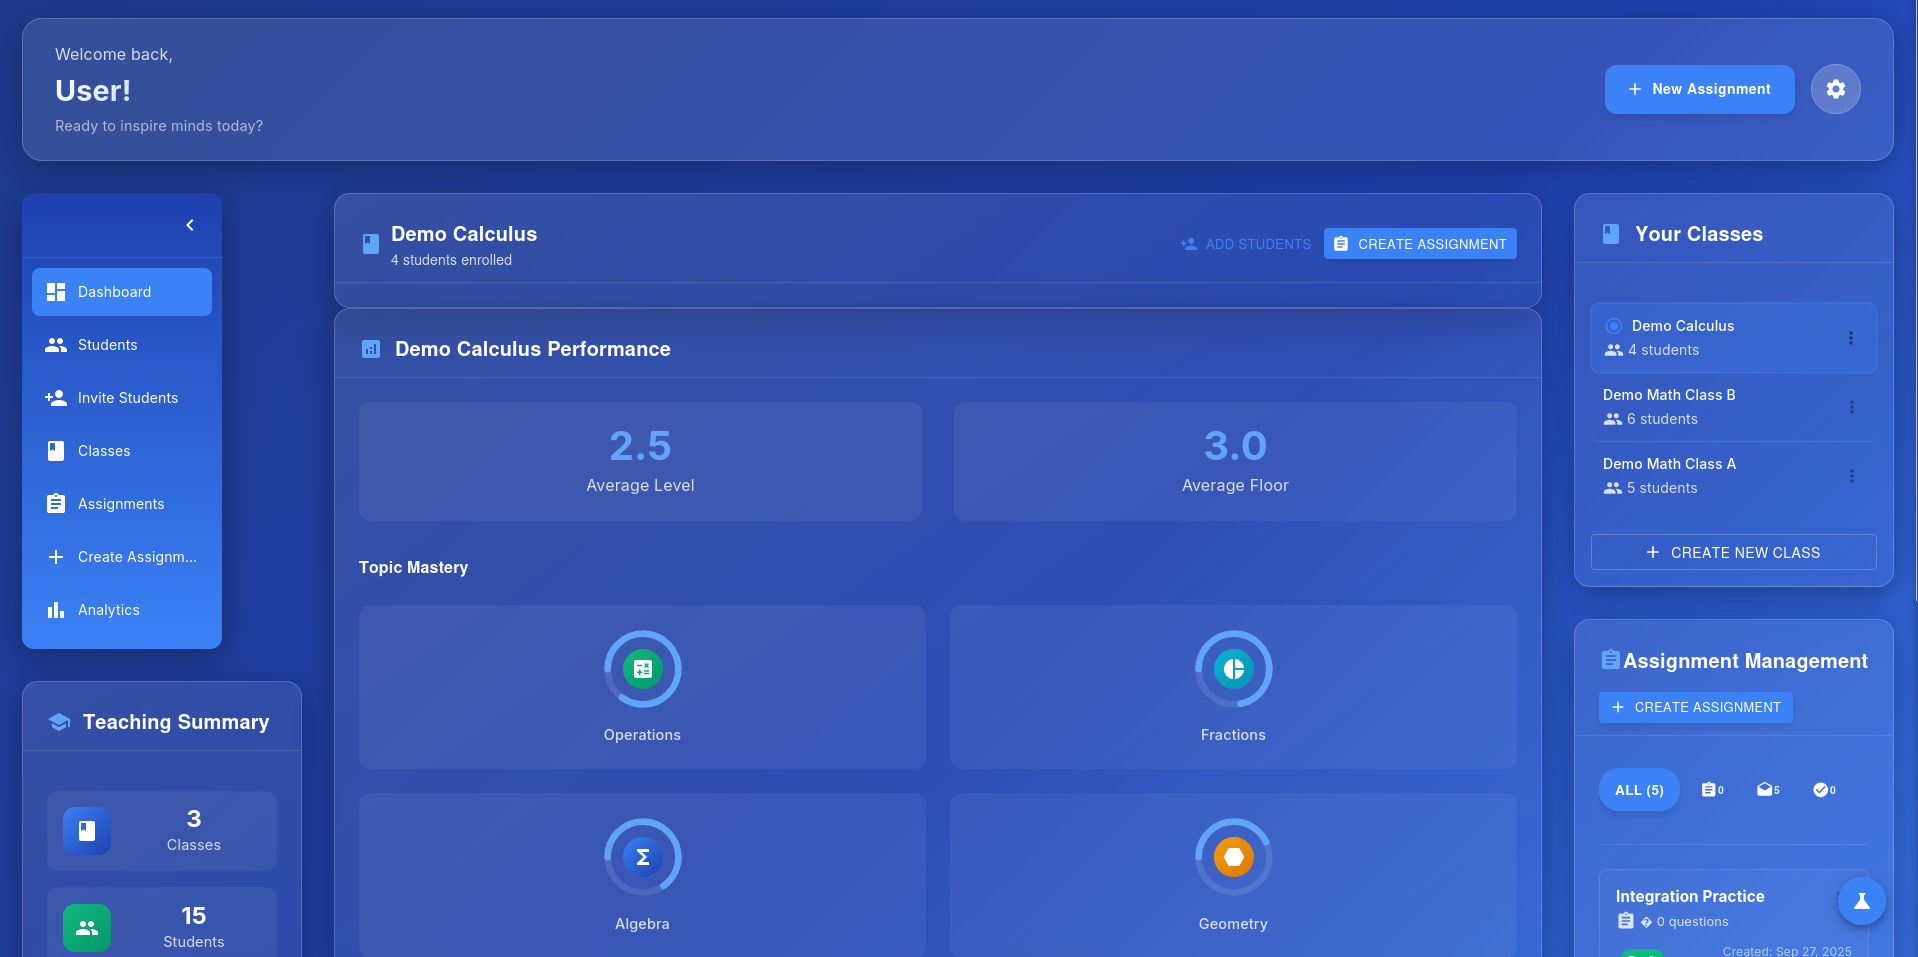 Welcome back,
User!
Ready to inspire minds today?
New Assignment
Dashboard
Students
Invite Students
Classes
Assignments
Create Assignm...
Analytics
Teaching Summary
3
Classes
15
Students
Demo Calculus
4 students enrolled
ADD STUDENTS
CREATE ASSIGNMENT
Demo Calculus Performance
2.5
Average Level
3.0
Average Floor
Topic Mastery
Operations
Fractions
Algebra
Geometry
Your Classes
Demo Calculus
4 students
Demo Math Class B
6 students
Demo Math Class A
5 students
CREATE NEW CLASS
Assignment Management
CREATE ASSIGNMENT
ALL (5)
0
5
0
Integration Practice
� 0 questions
Created: Sep 27, 2025